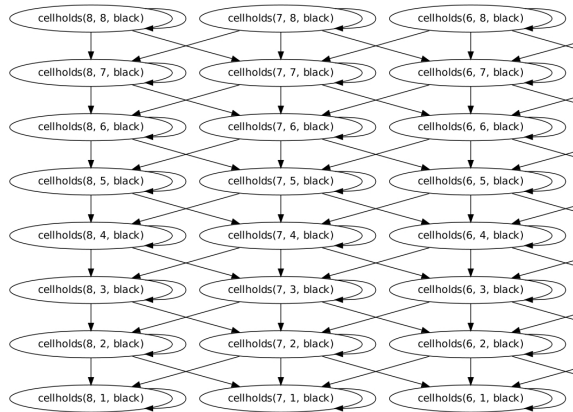 cellholds(8, 8, black) cellholds(7, 8, black) cellholds(6, 8, black)
cellholds(8, 7, black) cellholds(7, 7, black) cellholds(6, 7, black)
cellholds(8, 6, black) cellholds(7, 6, black) cellholds(6, 6, black)
cellholds(8, 5, black) cellholds(7, 5, black) cellholds(6, 5, black)
cellholds(8, 4, black) cellholds(7, 4, black) cellholds(6, 4, black)
cellholds(8, 3, black) cellholds(7, 3, black) cellholds(6, 3, black)
cellholds(8, 2, black) cellholds(7, 2, black) cellholds(6, 2, black)
cellholds(8, 1, black) cellholds(7, 1, black) cellholds(6, 1, black)